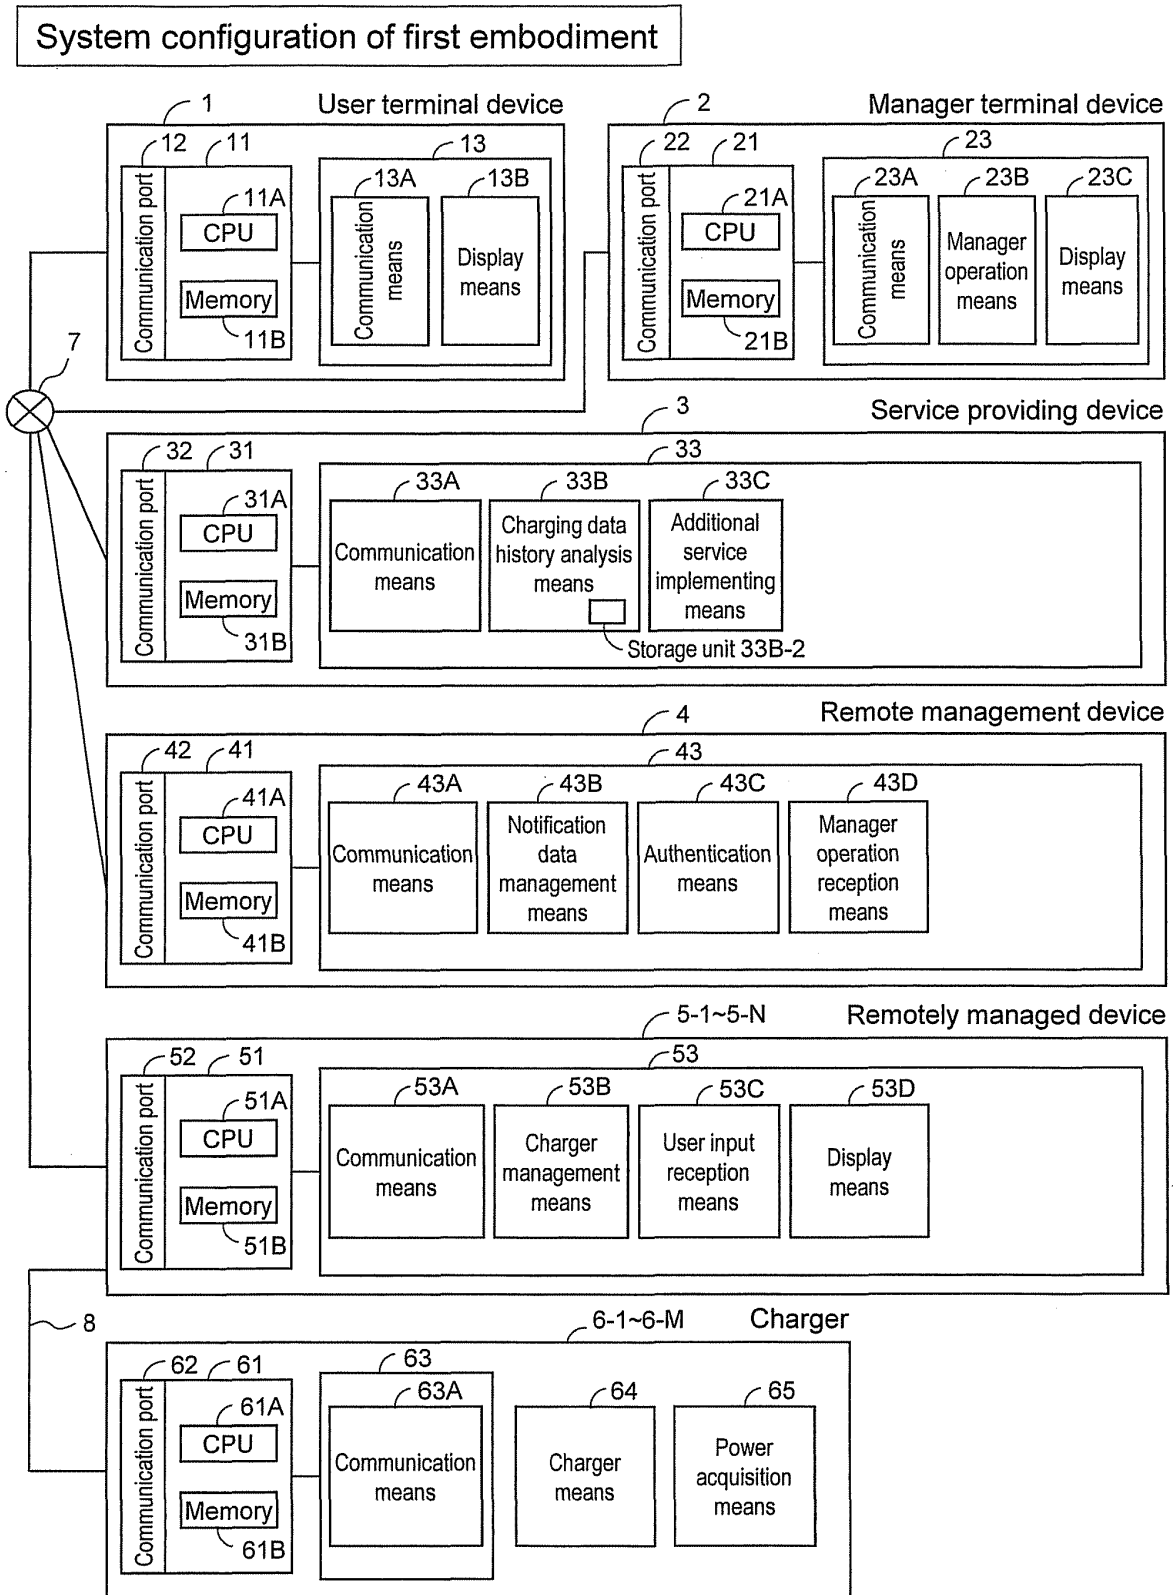 System configuration of first embodiment
1
User terminal device
12
11
Communication port
11A
CPU
Memory
11B
13
13A
Communication
means
13B
Display
means
2
Manager terminal device
22
21
Communication port
21A
CPU
Memory
21B
23
23A
Communication
means
23B
Manager
operation
means
23C
Display
means
7
3
Service providing device
32
31
Communication port
31A
CPU
Memory
31B
33
33A
Communication
means
33B
Charging data
history analysis
means
Storage unit 33B-2
33C
Additional
service
implementing
means
4
Remote management device
42
41
Communication port
41A
CPU
Memory
41B
43
43A
Communication
means
43B
Notification
data
management
means
43C
Authentication
means
43D
Manager
operation
reception
means
5-1~5-N
Remotely managed device
52
51
Communication port
51A
CPU
Memory
51B
53
53A
Communication
means
53B
Charger
management
means
53C
User input
reception
means
53D
Display
means
8
6-1~6-M
Charger
62
61
Communication port
61A
CPU
Memory
61B
63
63A
Communication
means
64
Charger
means
65
Power
acquisition
means